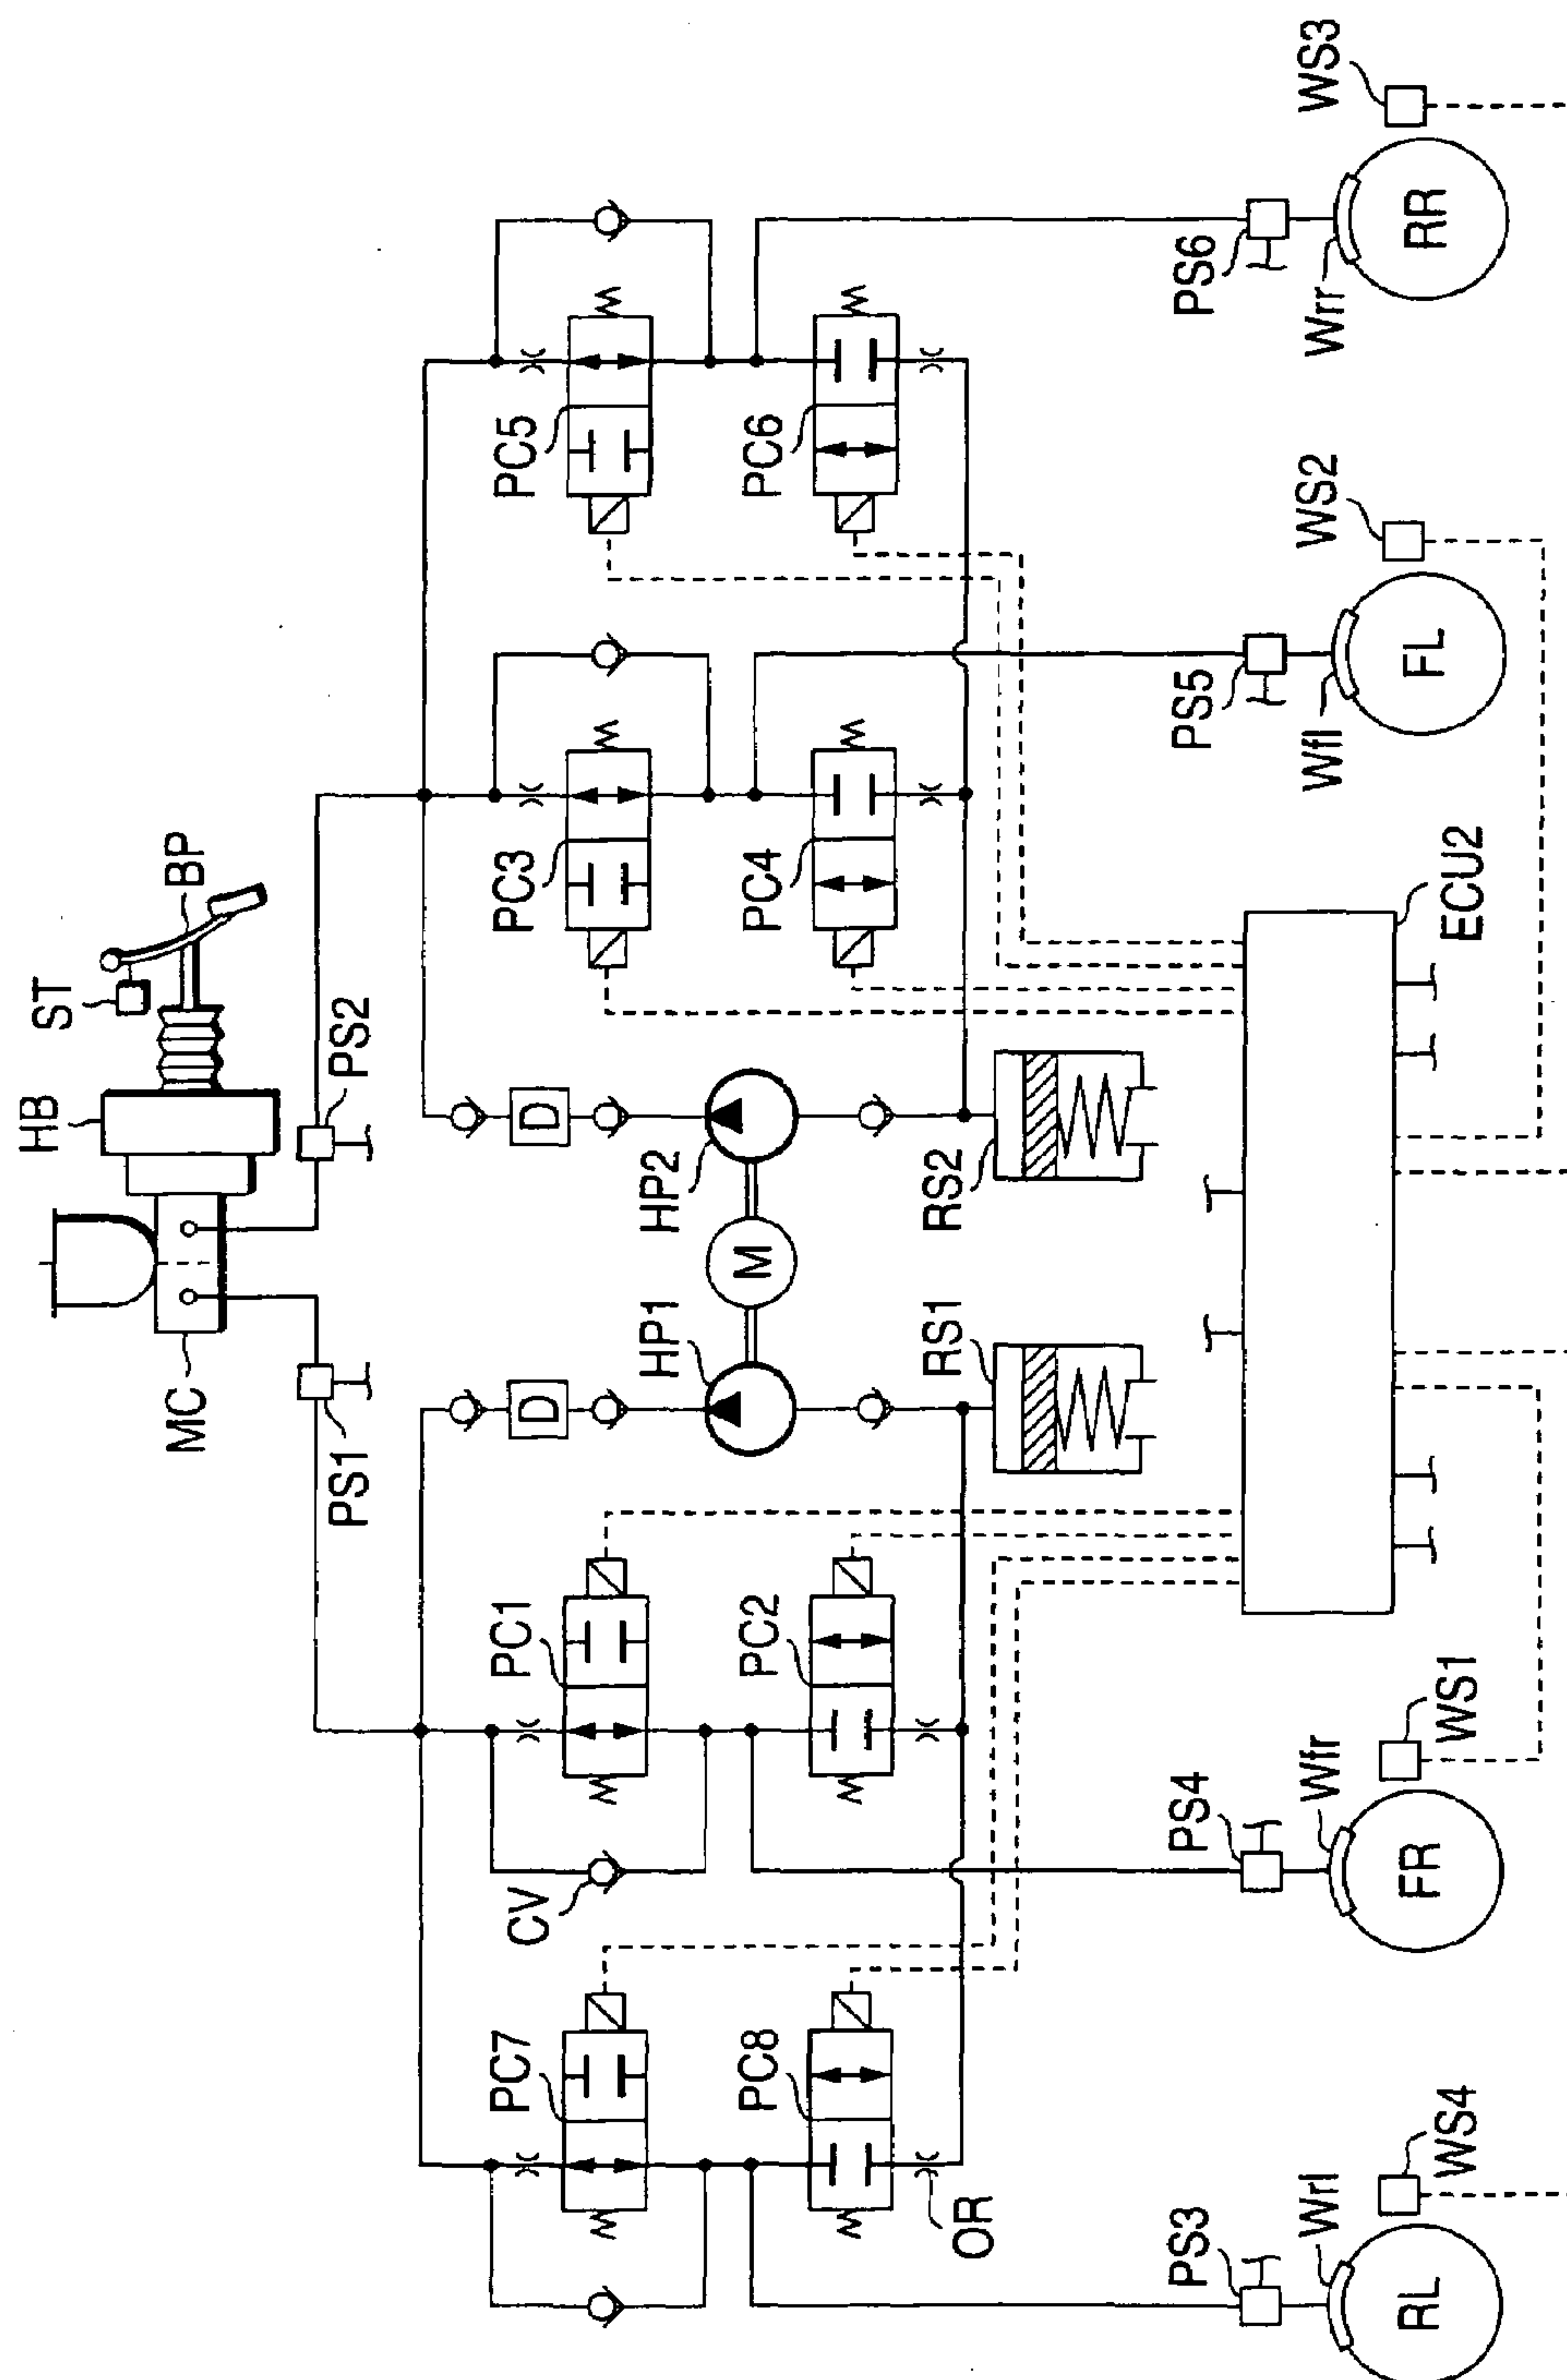 ST
HB
BP
MC
PS1
PS2
PC7
PC1
PC3
PC5
CV
D
D
HP1
M
HP2
PC8
PC2
PC4
PC6
OR
RS1
RS2
PS3
PS4
PS5
PS6
ECU2
Wrl
Wfr
Wfl
Wrr
RL
FR
FL
RR
WS4
WS1
WS2
WS3